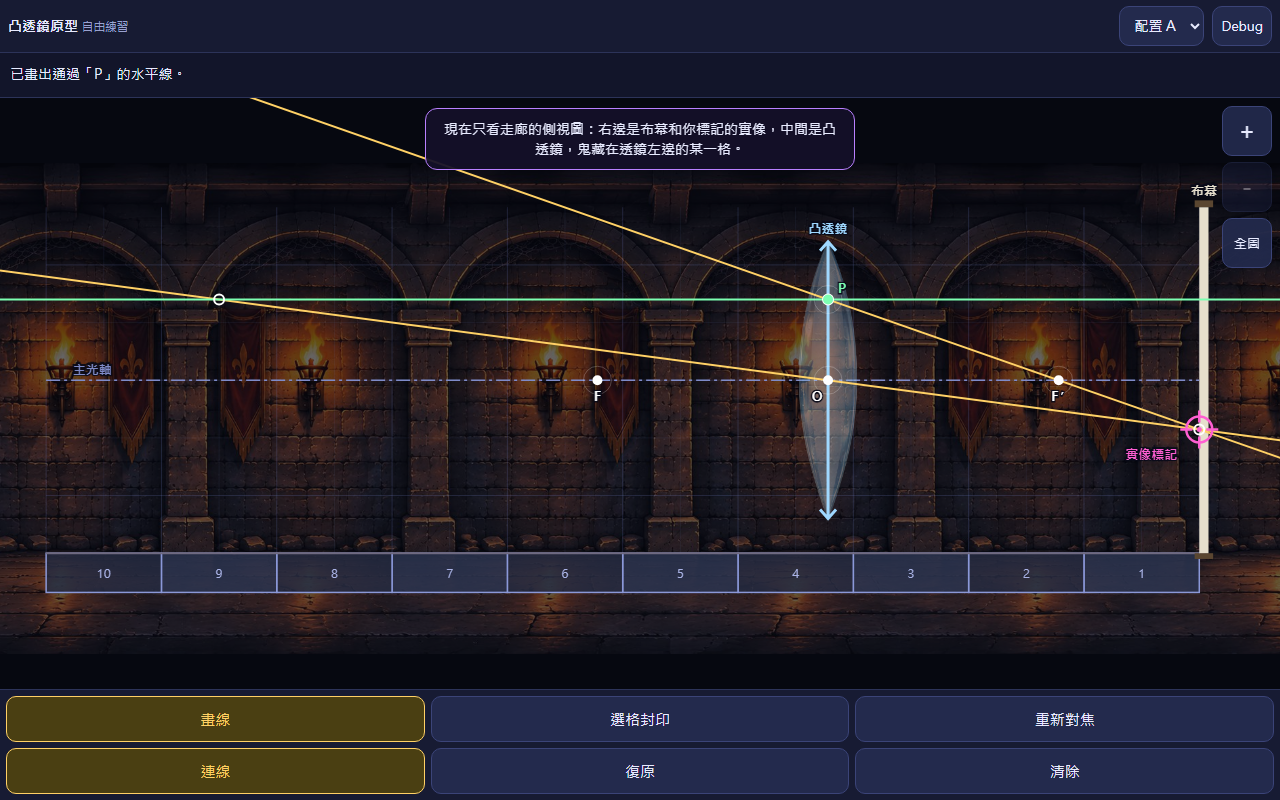 凸透鏡原型 自由練習
配置 A
Debug
已畫出通過「P」的水平線。
現在只看走廊的側視圖：右邊是布幕和你標記的實像，中間是凸
透鏡，鬼藏在透鏡左邊的某一格。
+
−
全圖
布幕
凸透鏡
P
主光軸
F
O
F′
實像標記
10 9 8 7 6 5 4 3 2 1
畫線 選格封印 重新對焦
連線 復原 清除